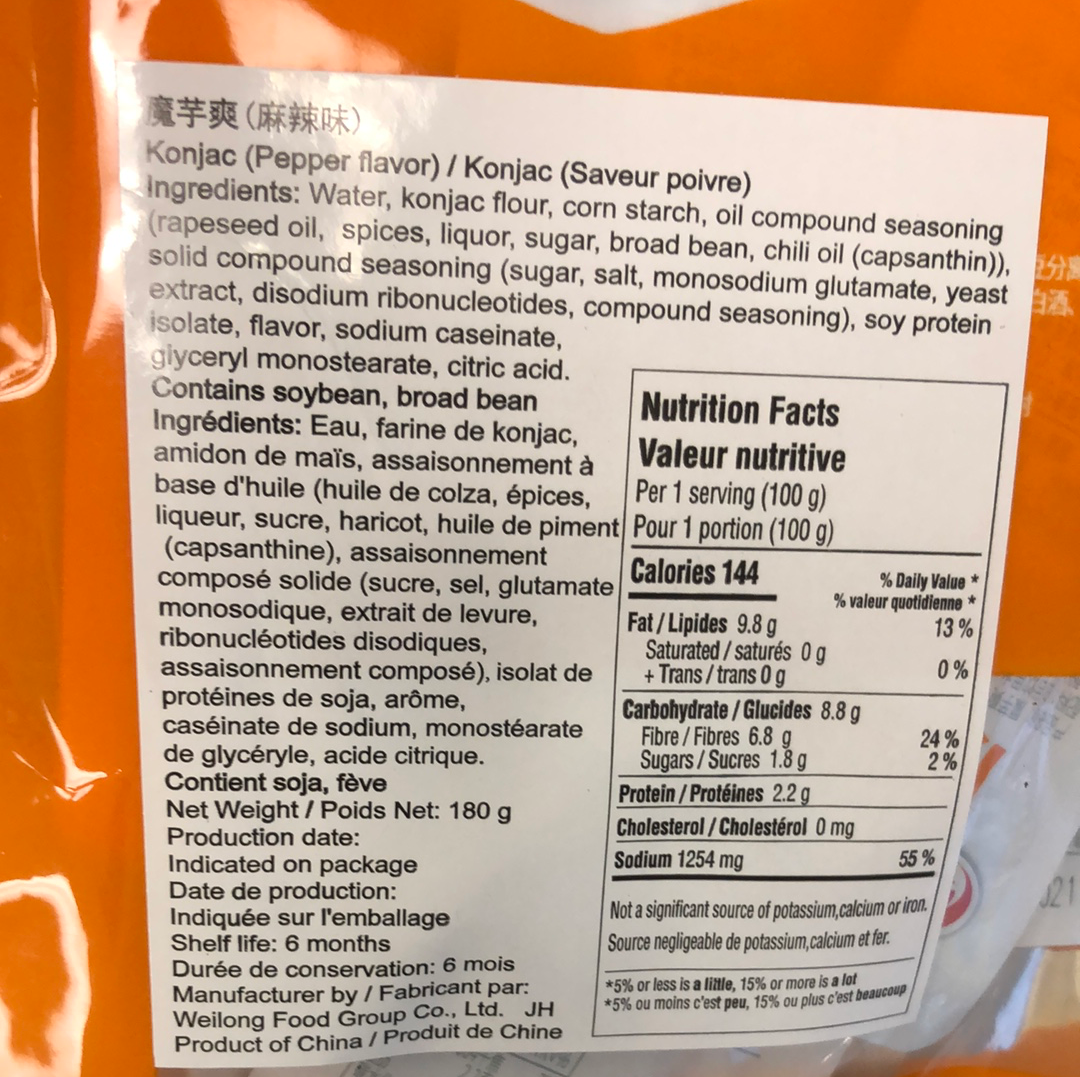 魔芋爽（麻辣味）
Konjac (Pepper flavor) / Konjac (Saveur poivre)
Ingredients: Water, konjac flour, corn starch, oil compound seasoning
(rapeseed oil, spices, liquor, sugar, broad bean, chili oil (capsanthin)),
solid compound seasoning (sugar, salt, monosodium glutamate, yeast
extract, disodium ribonucleotides, compound seasoning), soy protein
isolate, flavor, sodium caseinate,
glyceryl monostearate, citric acid.
Contains soybean, broad bean
Ingrédients: Eau, farine de konjac,
amidon de maïs, assaisonnement à
base d'huile (huile de colza, épices,
liqueur, sucre, haricot, huile de piment
(capsanthine), assaisonnement
composé solide (sucre, sel, glutamate
monosodique, extrait de levure,
ribonucléotides disodiques,
assaisonnement composé), isolat de
protéines de soja, arôme,
caséinate de sodium, monostéarate
de glycéryle, acide citrique.
Contient soja, fève
Net Weight / Poids Net: 180 g
Production date:
Indicated on package
Date de production:
Indiquée sur l'emballage
Shelf life: 6 months
Durée de conservation: 6 mois
Manufacturer by / Fabricant par:
Weilong Food Group Co., Ltd. JH
Product of China / Produit de Chine
Nutrition Facts
Valeur nutritive
Per 1 serving (100 g)
Pour 1 portion (100 g)
Calories 144
% Daily Value *
% valeur quotidienne *
Fat / Lipides 9.8 g 13 %
Saturated / saturés 0 g
+ Trans / trans 0 g 0 %
Carbohydrate / Glucides 8.8 g
Fibre / Fibres 6.8 g 24 %
Sugars / Sucres 1.8 g 2 %
Protein / Protéines 2.2 g
Cholesterol / Cholestérol 0 mg
Sodium 1254 mg 55 %
Not a significant source of potassium,calcium or iron.
Source negligeable de potassium,calcium et fer.
*5% or less is a little, 15% or more is a lot
*5% ou moins c'est peu, 15% ou plus c'est beaucoup
白酒